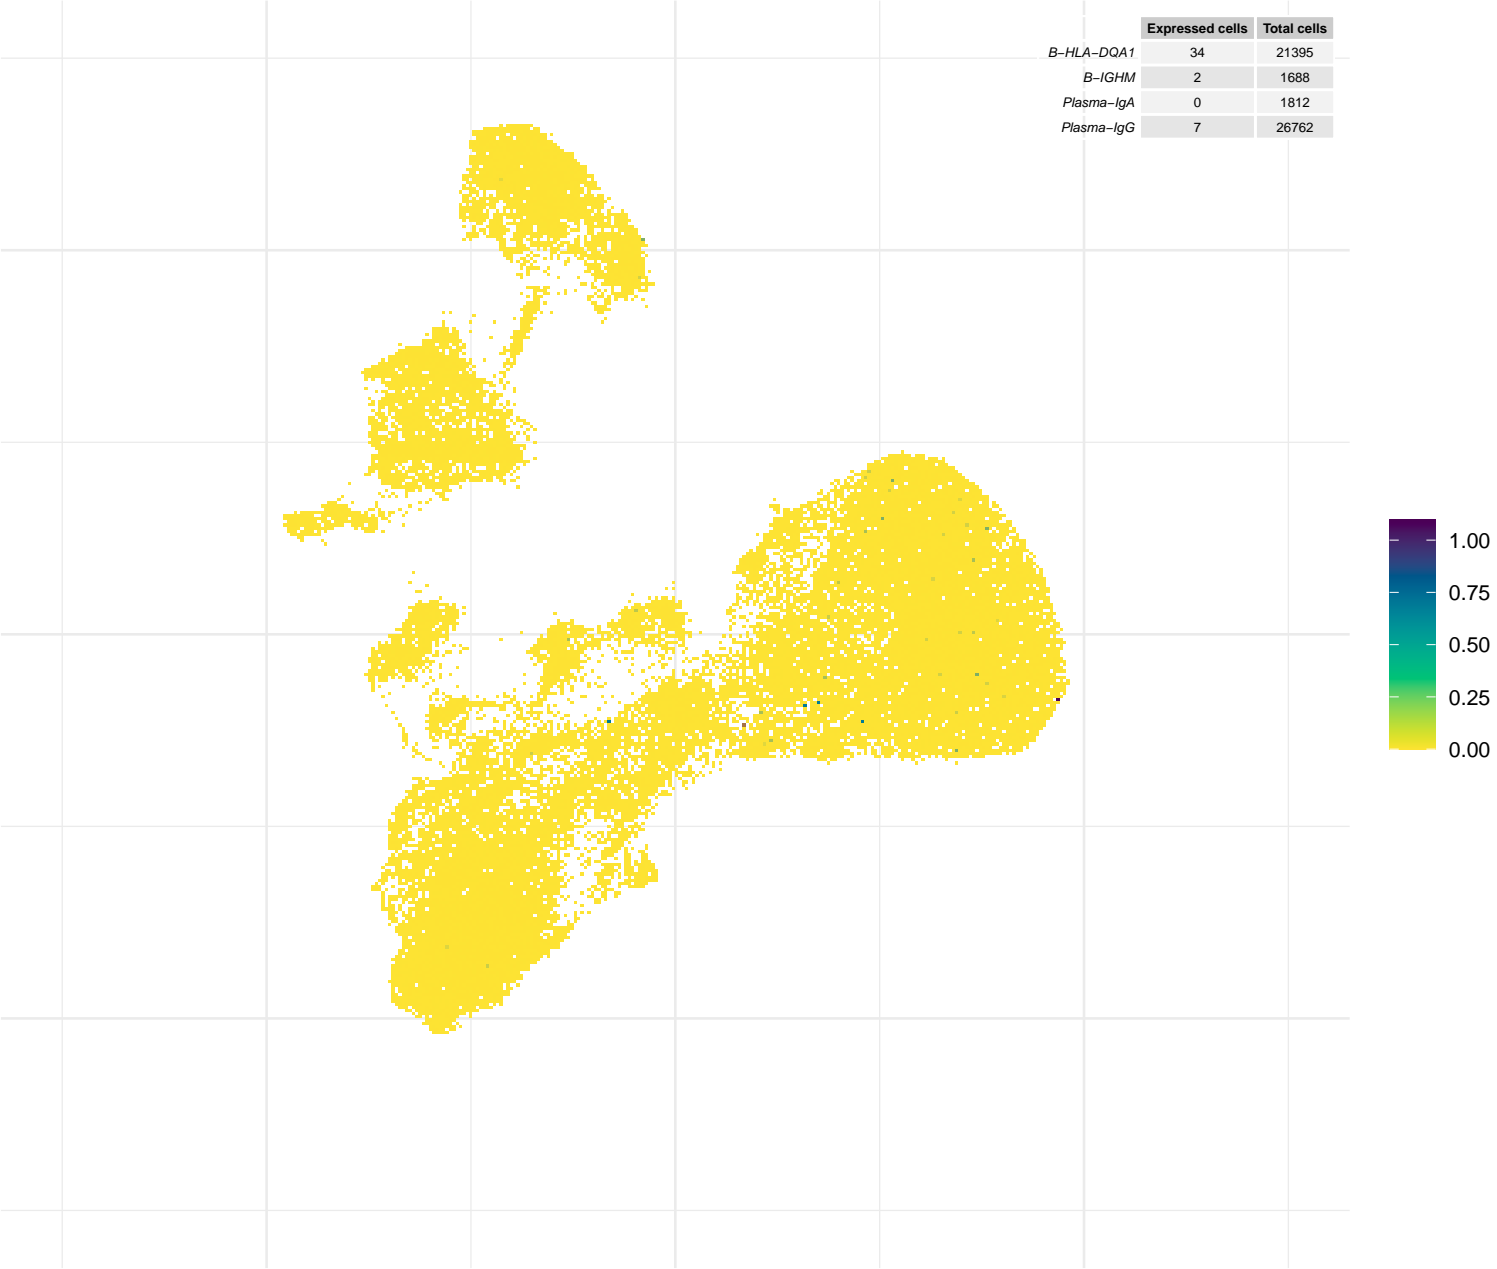 Expressed cells Total cells
B−HLA−DQA1 34 21395
B−IGHM 2 1688
Plasma−IgA 0 1812
Plasma−IgG 7 26762
1.00
0.75
0.50
0.25
0.00